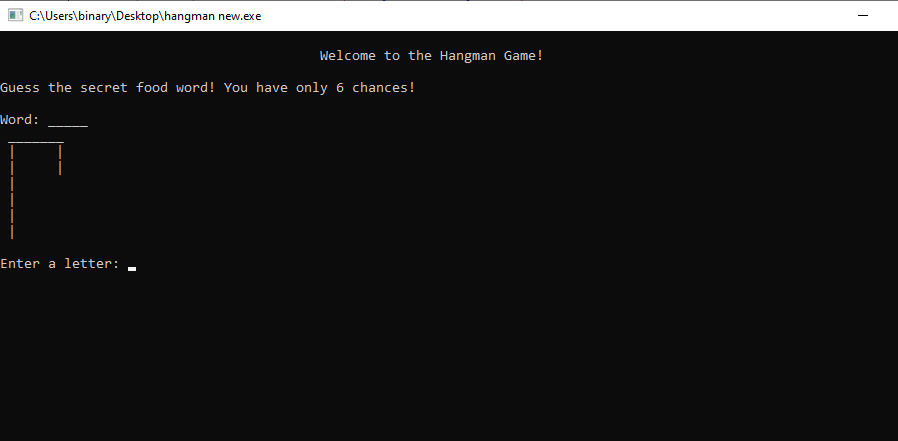 C:\Users\binary\Desktop\hangman new.exe
Welcome to the Hangman Game!
Guess the secret food word! You have only 6 chances!
Word: _____
_______
|     |
|     |
|
|
|
|
Enter a letter: